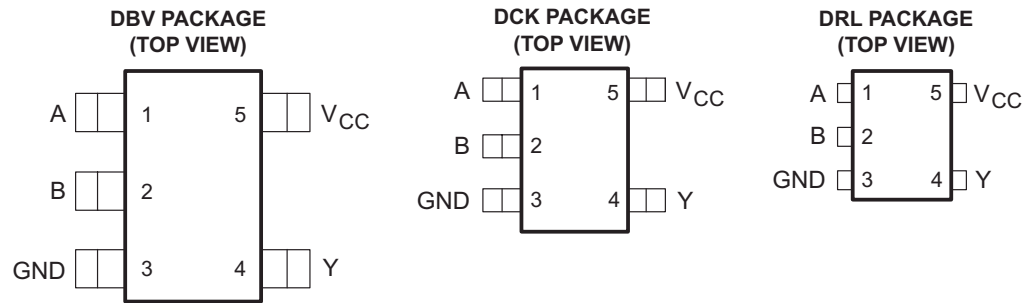 DBV PACKAGE
(TOP VIEW)
A 1 5 VCC
B 2
GND 3 4 Y
DCK PACKAGE
(TOP VIEW)
A 1 5 VCC
B 2
GND 3 4 Y
DRL PACKAGE
(TOP VIEW)
A 1 5 VCC
B 2
GND 3 4 Y